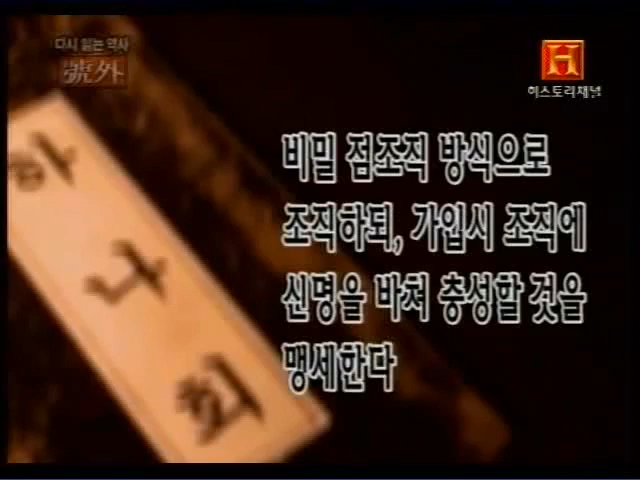 다시 읽는 역사
號外
H
히스토리채널
하
나
회
비밀 점조직 방식으로
조직하되, 가입시 조직에
신명을 바쳐 충성할 것을
맹세한다